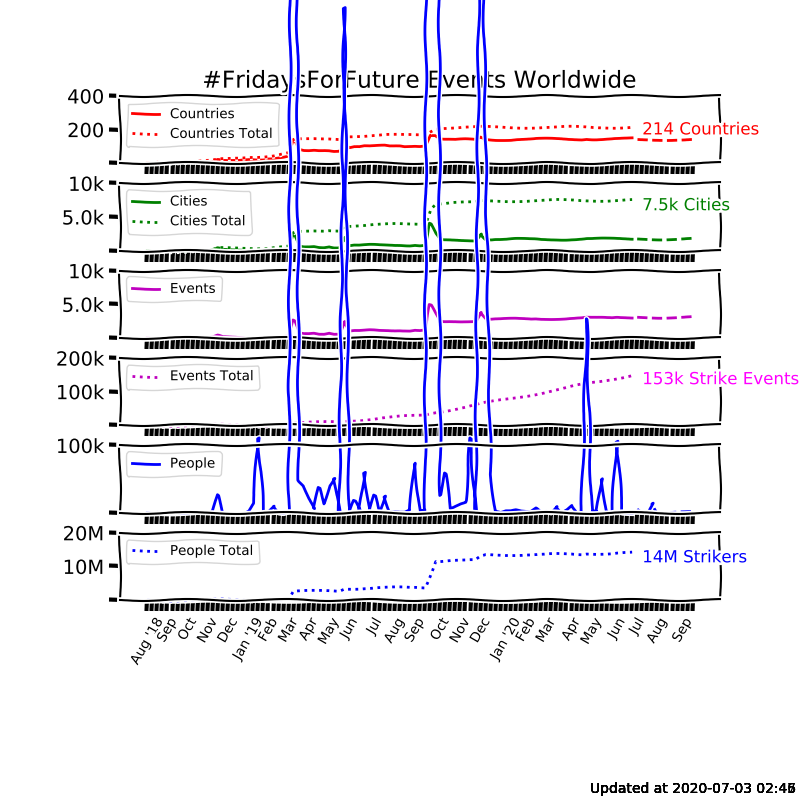 #FridaysForFuture Events Worldwide
400
200
Countries
Countries Total
214 Countries
10k
5.0k
Cities
Cities Total
7.5k Cities
10k
5.0k
Events
200k
100k
Events Total
153k Strike Events
100k
People
20M
10M
People Total
14M Strikers
Aug '18 Sep Oct Nov Dec Jan '19 Feb Mar Apr May Jun Jul Aug Sep Oct Nov Dec Jan '20 Feb Mar Apr May Jun Jul Aug Sep
Updated at 2020-07-03